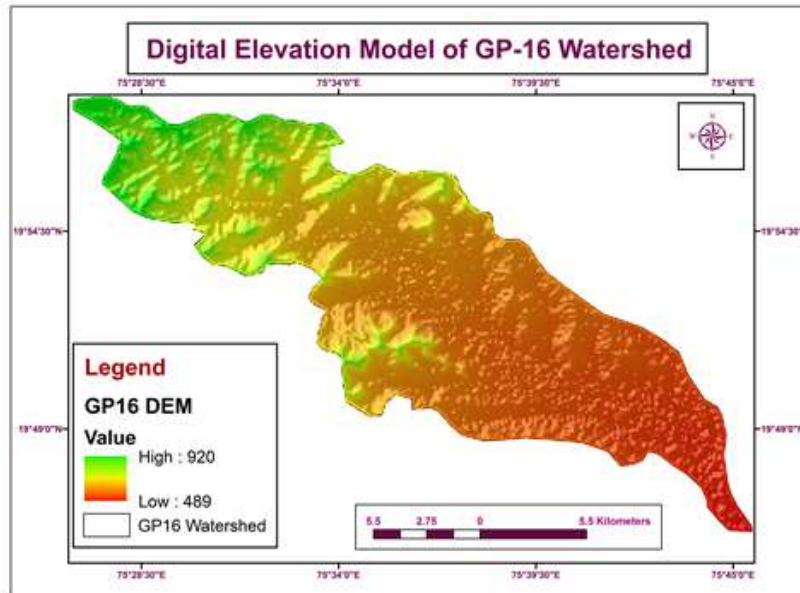 Digital Elevation Model of GP-16 Watershed
75°28'30"E 75°34'0"E 75°39'30"E 75°45'0"E
N
W E
S
19°54'30"N 19°54'30"N
19°49'0"N 19°49'0"N
Legend
GP16 DEM
Value
High : 920
Low : 489
GP16 Watershed
5.5 2.75 0 5.5 Kilometers
75°28'30"E 75°34'0"E 75°39'30"E 75°45'0"E